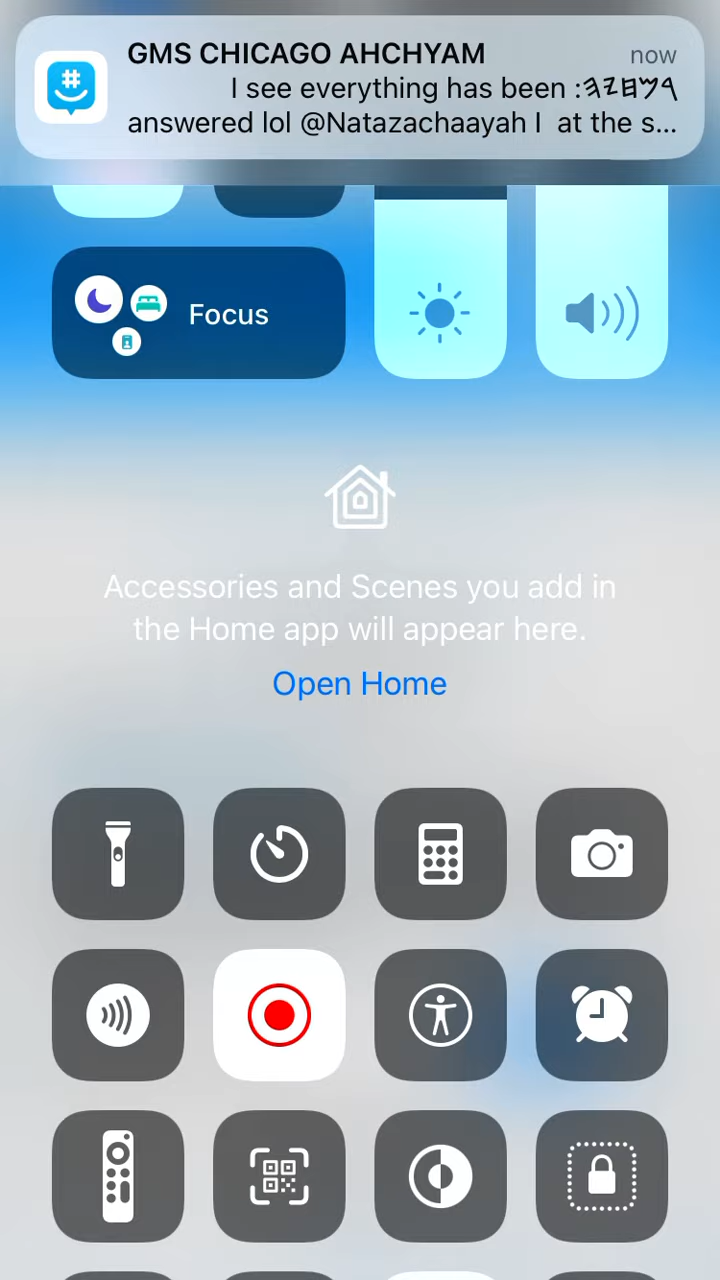 GMS CHICAGO AHCHYAM
now
I see everything has been :
answered lol @Natazachaayah I at the s...
Focus
Accessories and Scenes you add in
the Home app will appear here.
Open Home